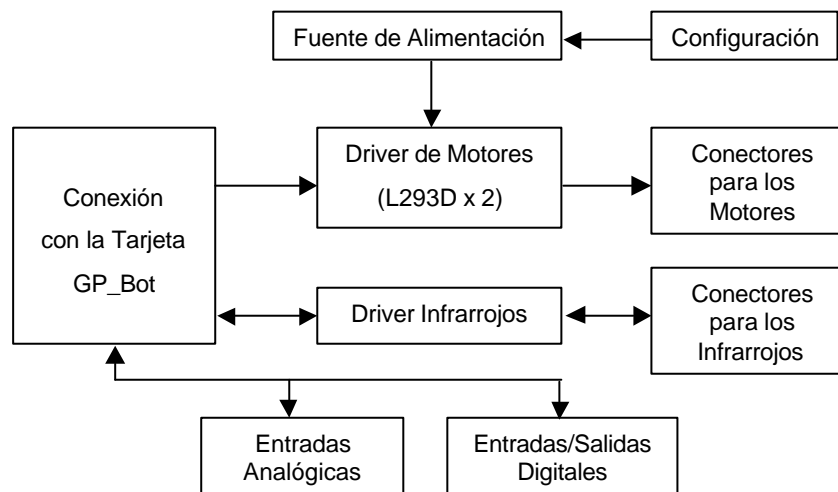 Fuente de Alimentación
Configuración
Conexión
con la Tarjeta
GP_Bot
Driver de Motores
(L293D x 2)
Conectores
para los
Motores
Driver Infrarrojos
Conectores
para los
Infrarrojos
Entradas
Analógicas
Entradas/Salidas
Digitales